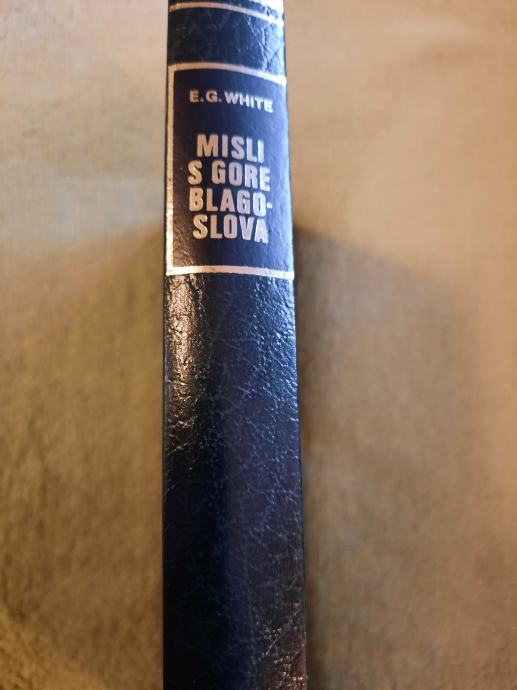 E.G. WHITE
MISLI
S GORE
BLAGO-
SLOVA